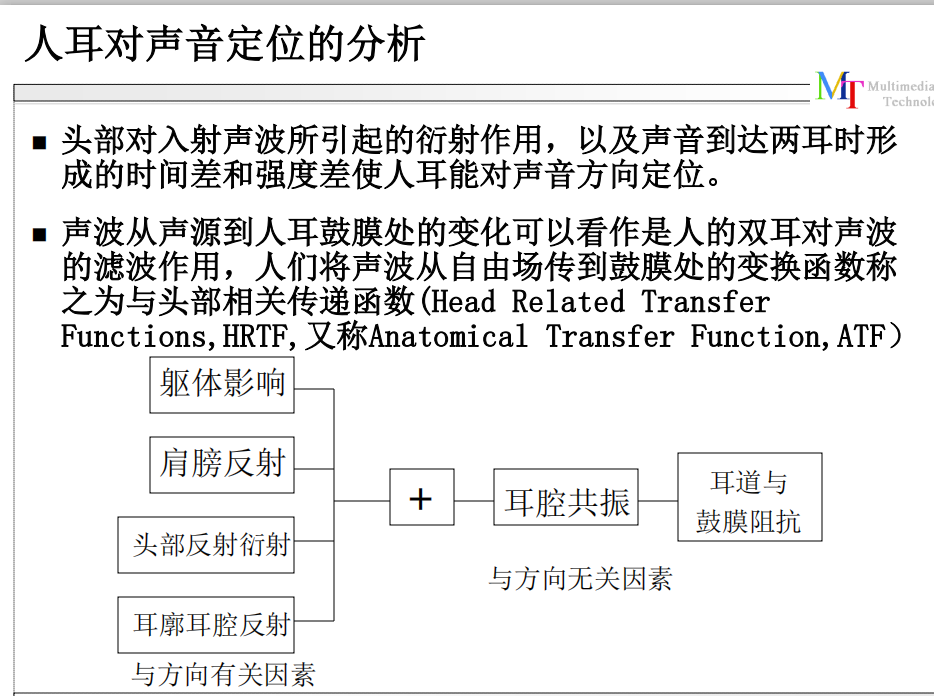 人耳对声音定位的分析
MT Multimedia
Technolo
■ 头部对入射声波所引起的衍射作用，以及声音到达两耳时形
成的时间差和强度差使人耳能对声音方向定位。
■ 声波从声源到人耳鼓膜处的变化可以看作是人的双耳对声波
的滤波作用，人们将声波从自由场传到鼓膜处的变换函数称
之为与头部相关传递函数(Head Related Transfer
Functions,HRTF,又称Anatomical Transfer Function,ATF）
躯体影响
肩膀反射
头部反射衍射
耳廓耳腔反射
与方向有关因素
+
耳腔共振
耳道与
鼓膜阻抗
与方向无关因素